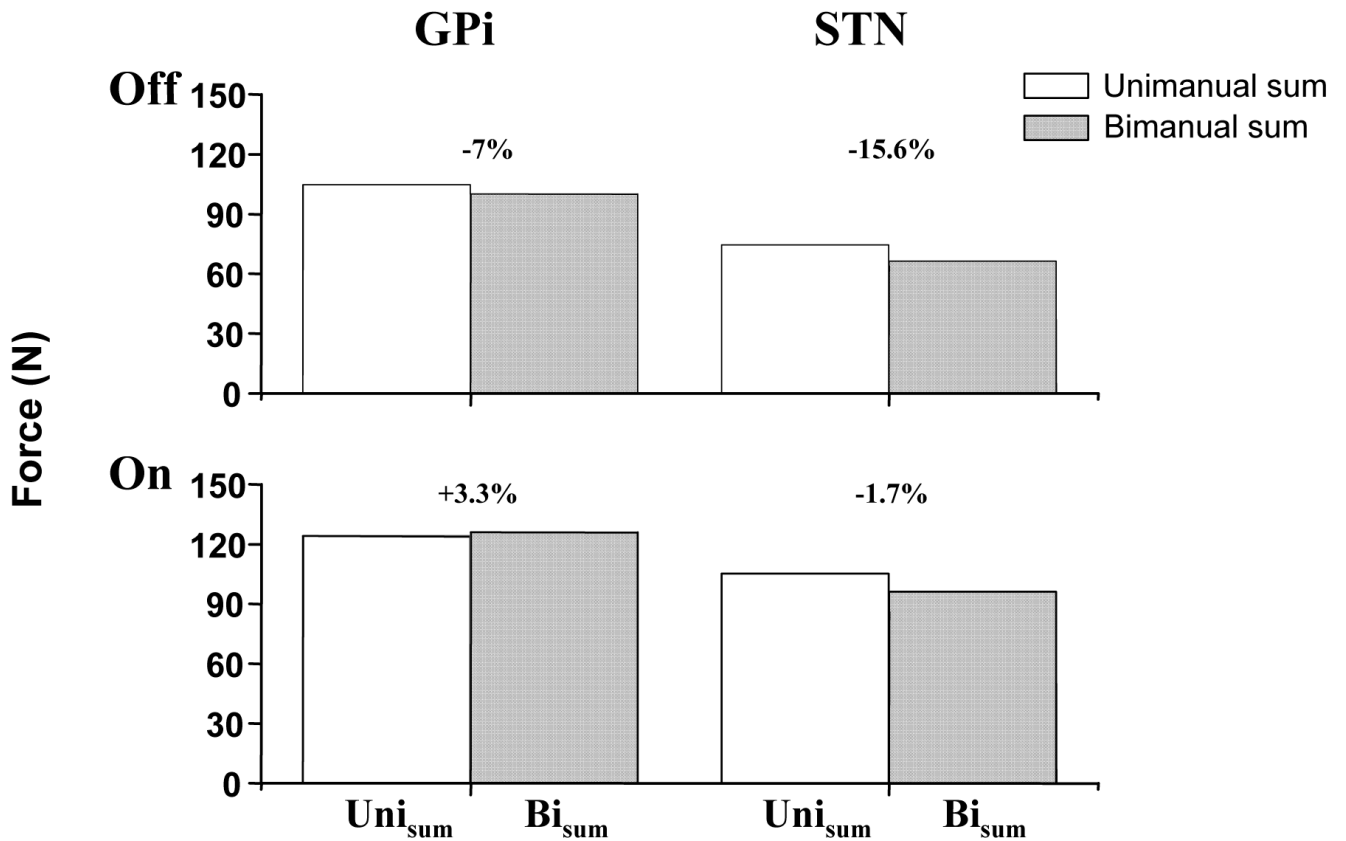 GPi STN
Unimanual sum
Bimanual sum
Off
150
120
90
60
30
0
-7% -15.6%
Force (N)
On
150
120
90
60
30
0
+3.3% -1.7%
Unisum Bisum Unisum Bisum